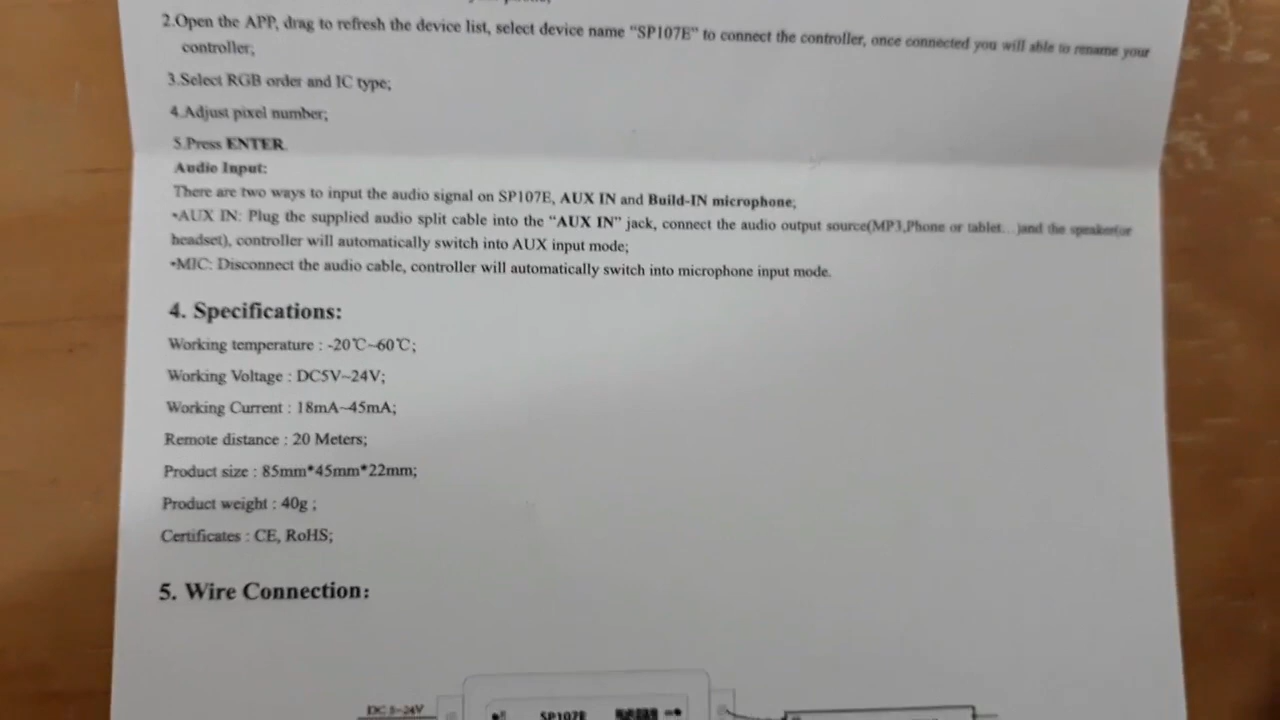 2.Open the APP, drag to refresh the device list, select device name "SP107E" to connect the controller, once connected you will able to rename your
controller;
3.Select RGB order and IC type;
4.Adjust pixel number;
5.Press ENTER.
Audio Input:
There are two ways to input the audio signal on SP107E, AUX IN and Build-IN microphone;
•AUX IN: Plug the supplied audio split cable into the "AUX IN" jack, connect the audio output source(MP3,Phone or tablet...)and the speaker(or
headset), controller will automatically switch into AUX input mode;
•MIC: Disconnect the audio cable, controller will automatically switch into microphone input mode.
4. Specifications:
Working temperature : -20℃~60℃;
Working Voltage : DC5V~24V;
Working Current : 18mA~45mA;
Remote distance : 20 Meters;
Product size : 85mm*45mm*22mm;
Product weight : 40g ;
Certificates : CE, RoHS;
5. Wire Connection:
DC 5~24V
SP107E